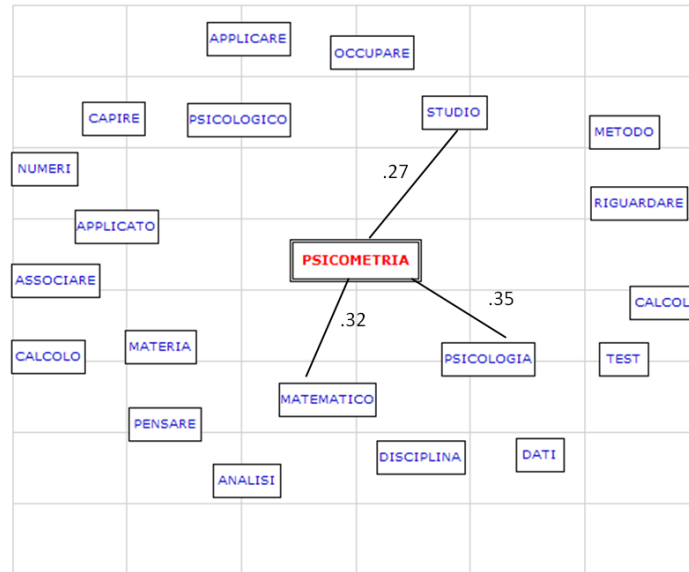 APPLICARE
OCCUPARE
STUDIO
CAPIRE
PSICOLOGICO
METODO
NUMERI
.27
RIGUARDARE
APPLICATO
PSICOMETRIA
ASSOCIARE
.35
CALCOL
.32
MATERIA
CALCOLO
PSICOLOGIA
TEST
MATEMATICO
PENSARE
DISCIPLINA
DATI
ANALISI